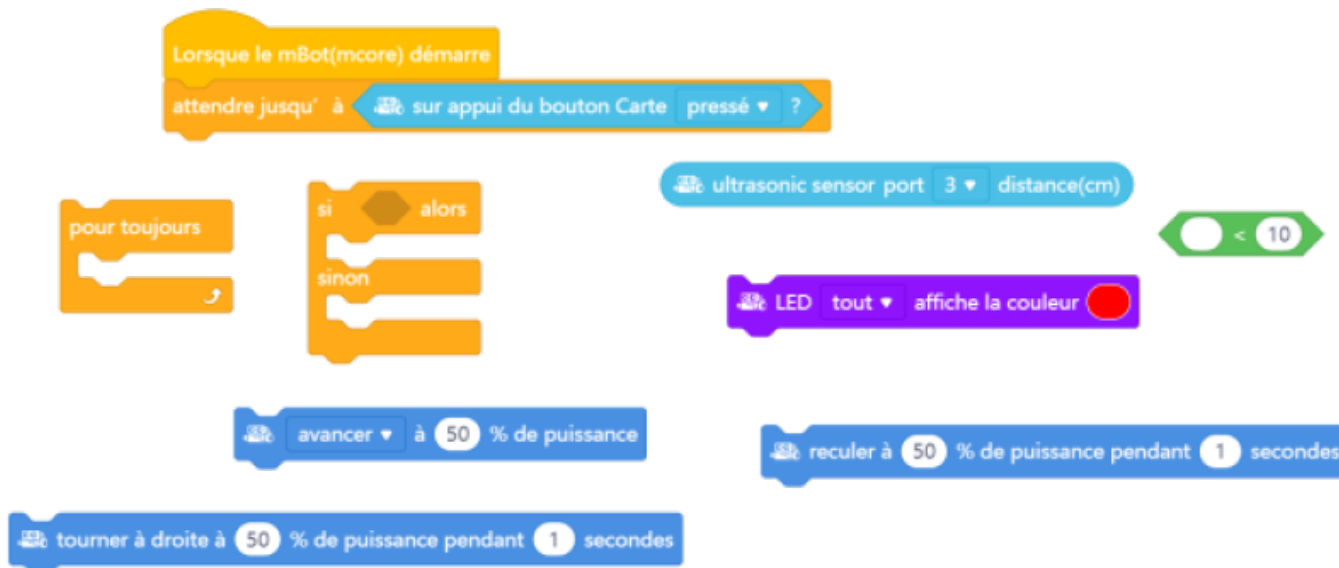 Lorsque le mBot(mcore) démarre
attendre jusqu' à sur appui du bouton Carte pressé ▾ ?
ultrasonic sensor port 3 ▾ distance(cm)
si alors
pour toujours
< 10
sinon
LED tout ▾ affiche la couleur
avancer ▾ à 50 % de puissance
reculer à 50 % de puissance pendant 1 secondes
tourner à droite à 50 % de puissance pendant 1 secondes